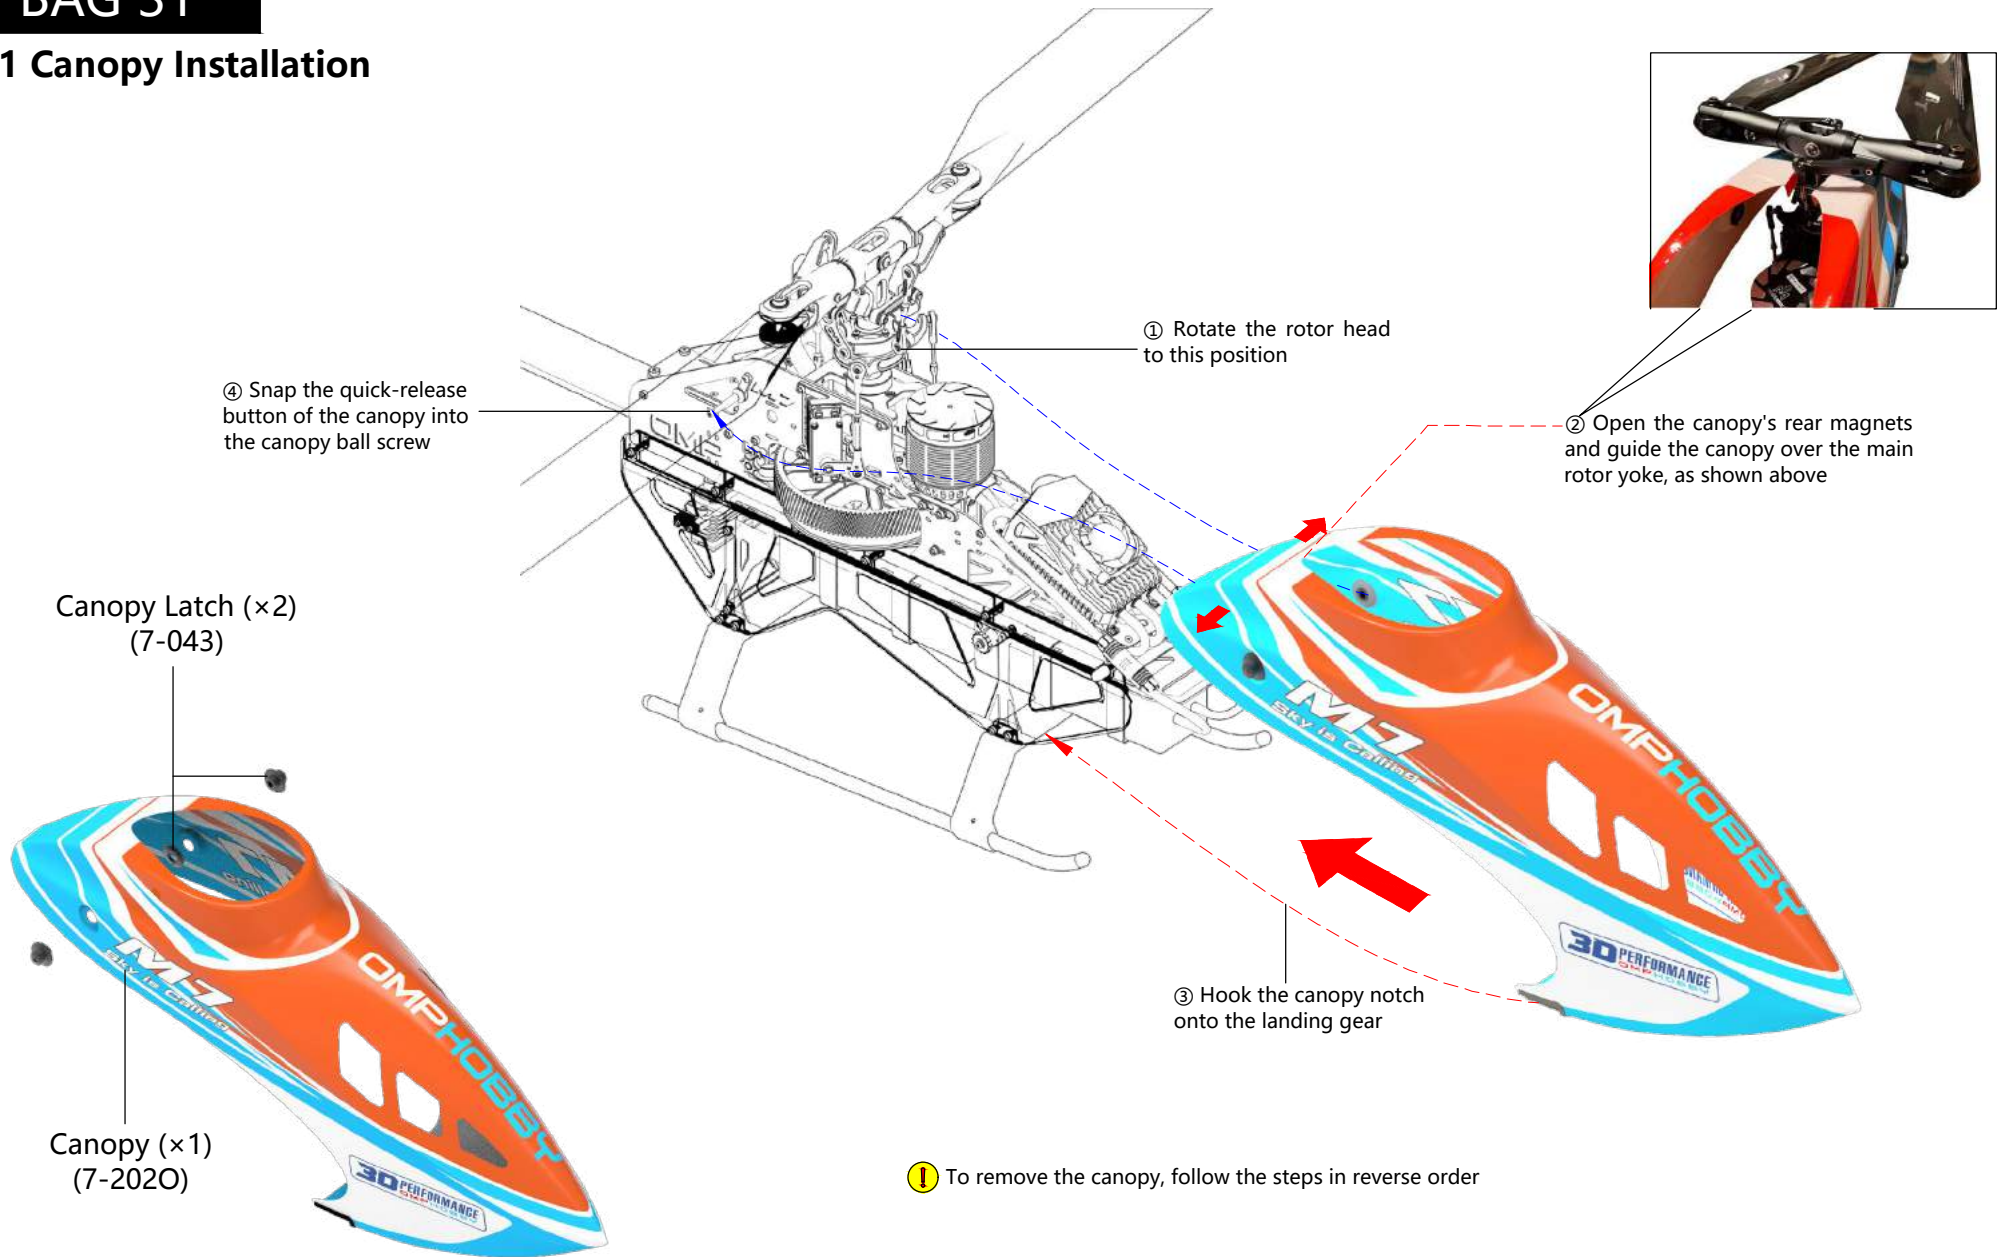 BAG S1
1 Canopy Installation
① Rotate the rotor head
to this position
② Open the canopy's rear magnets
and guide the canopy over the main
rotor yoke, as shown above
④ Snap the quick-release
button of the canopy into
the canopy ball screw
Canopy Latch (×2)
(7-043)
③ Hook the canopy notch
onto the landing gear
Canopy (×1)
(7-202O)
To remove the canopy, follow the steps in reverse order
M7
Sky Is Calling
OMPHOBBY
3D PERFORMANCE
OMPHOBBY
M7
Sky Is Calling
OMPHOBBY
3D PERFORMANCE
OMPHOBBY